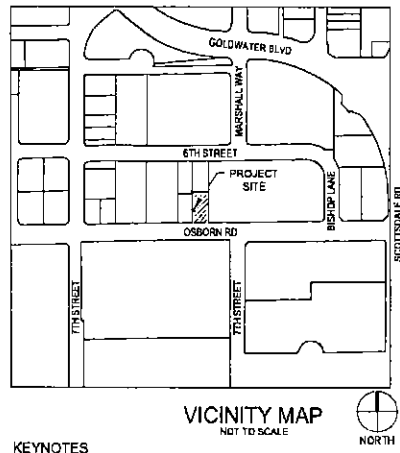 GOLDWATER BLVD
MARSHALL WAY
6TH STREET
PROJECT
SITE
BISHOP LANE
SCOTTSDALE RD
OSBORN RD
7TH STREET
7TH STREET
VICINITY MAP
NOT TO SCALE
NORTH
KEYNOTES